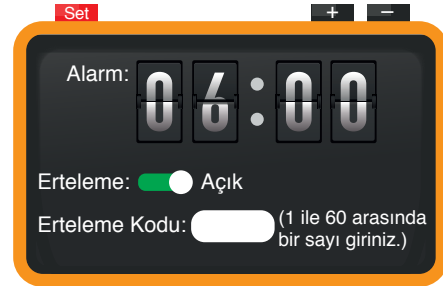 Set + −
Alarm: 06:00
Erteleme: Açık
Erteleme Kodu: (1 ile 60 arasında
bir sayı giriniz.)